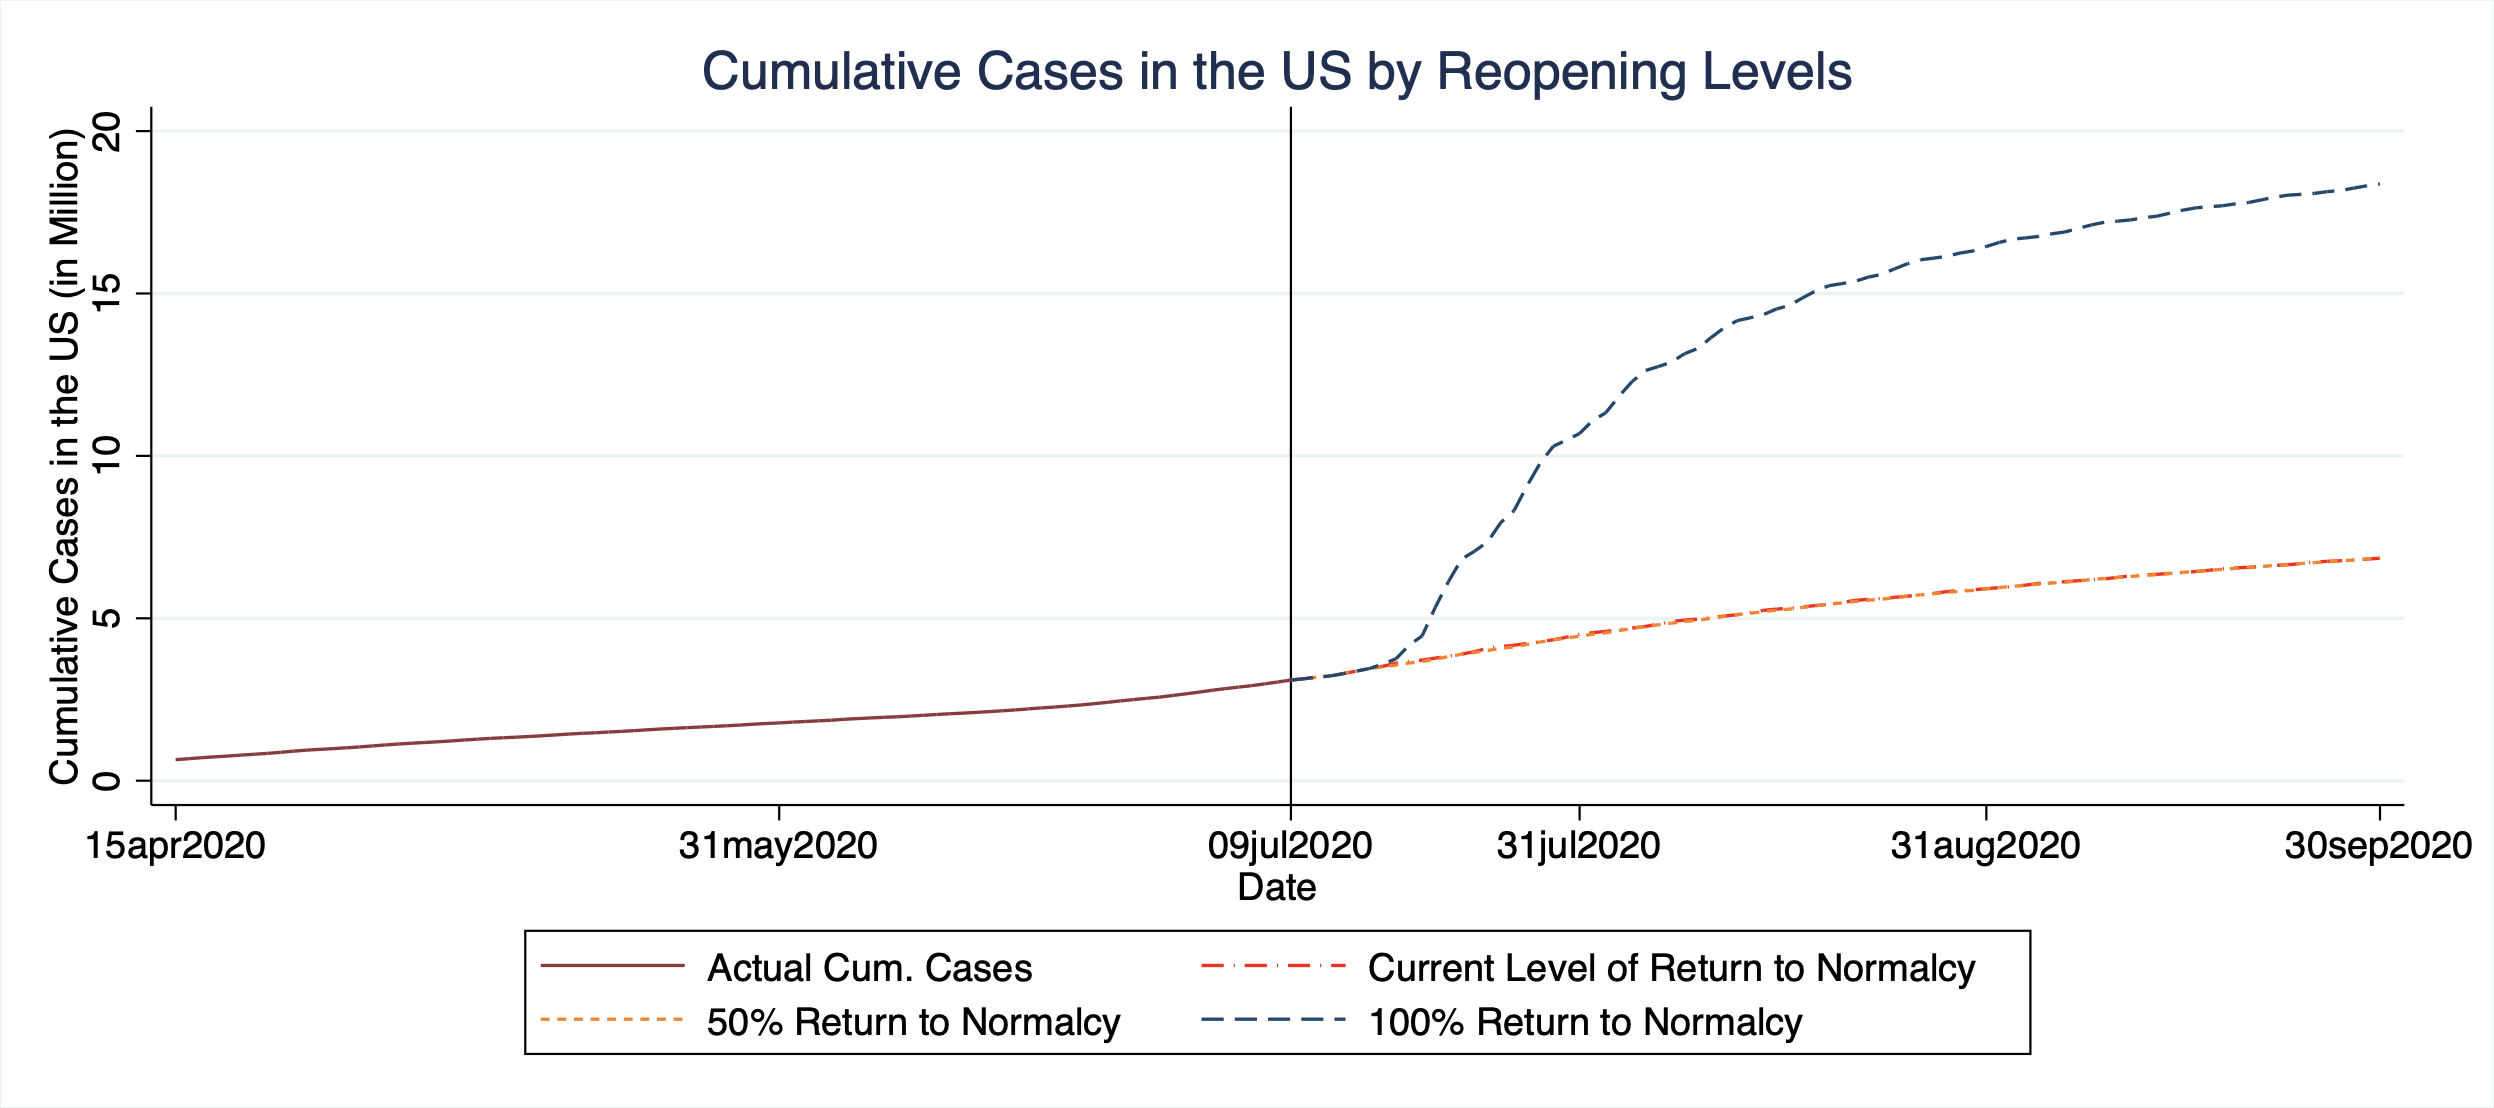 Cumulative Cases in the US by Reopening Levels
Cumulative Cases in the US (in Million)
20
15
10
5
0
15apr2020 31may2020 09jul2020 31jul2020 31aug2020 30sep2020
Date
Actual Cum. Cases Current Level of Return to Normalcy
50% Return to Normalcy 100% Return to Normalcy